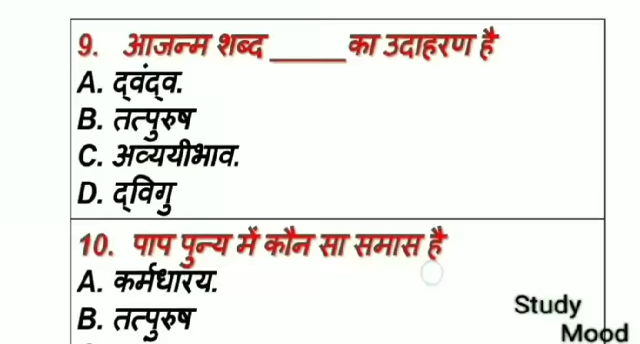 9. आजन्म शब्द ______ का उदाहरण है
A. द्वंद्व.
B. तत्पुरुष
C. अव्ययीभाव.
D. द्विगु
10. पाप पुन्य में कौन सा समास है
A. कर्मधारय.
B. तत्पुरुष
Study
Mood